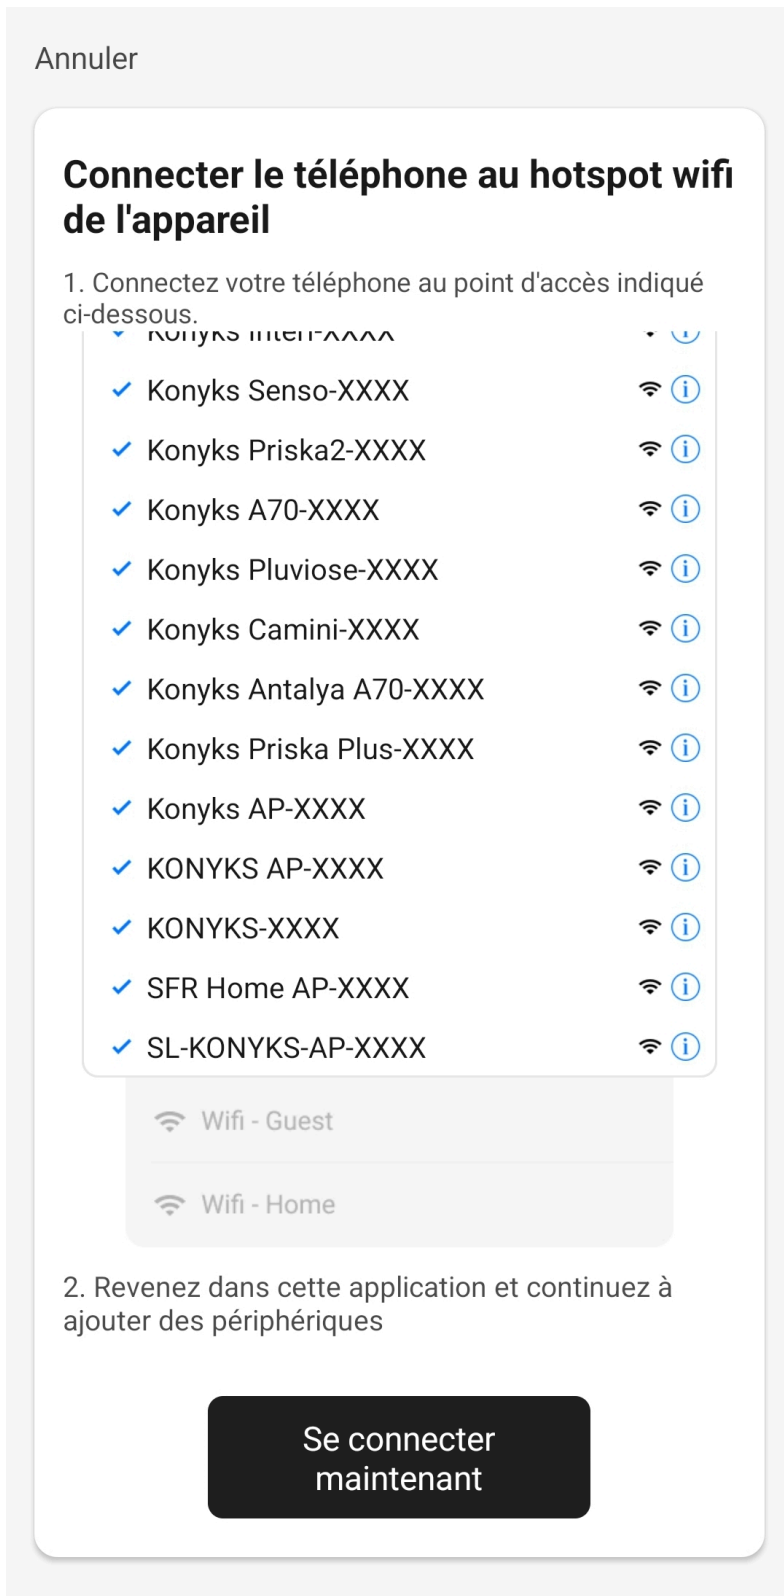 Annuler
Connecter le téléphone au hotspot wifi
de l'appareil
1. Connectez votre téléphone au point d'accès indiqué
ci-dessous.
Konyks Interi-XXXX
Konyks Senso-XXXX
Konyks Priska2-XXXX
Konyks A70-XXXX
Konyks Pluviose-XXXX
Konyks Camini-XXXX
Konyks Antalya A70-XXXX
Konyks Priska Plus-XXXX
Konyks AP-XXXX
KONYKS AP-XXXX
KONYKS-XXXX
SFR Home AP-XXXX
SL-KONYKS-AP-XXXX
Wifi - Guest
Wifi - Home
2. Revenez dans cette application et continuez à
ajouter des périphériques
Se connecter
maintenant